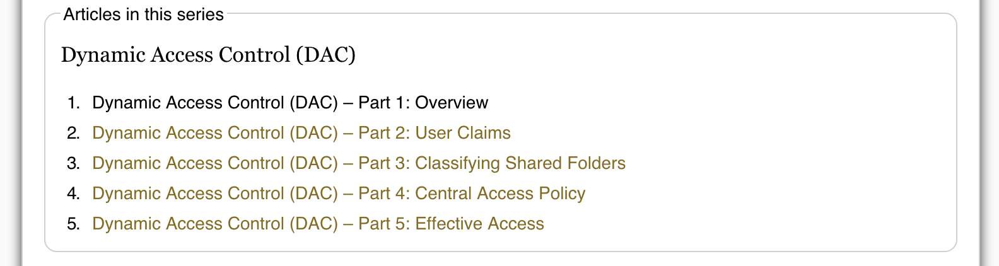 Articles in this series
Dynamic Access Control (DAC)
1. Dynamic Access Control (DAC) – Part 1: Overview
2. Dynamic Access Control (DAC) – Part 2: User Claims
3. Dynamic Access Control (DAC) – Part 3: Classifying Shared Folders
4. Dynamic Access Control (DAC) – Part 4: Central Access Policy
5. Dynamic Access Control (DAC) – Part 5: Effective Access